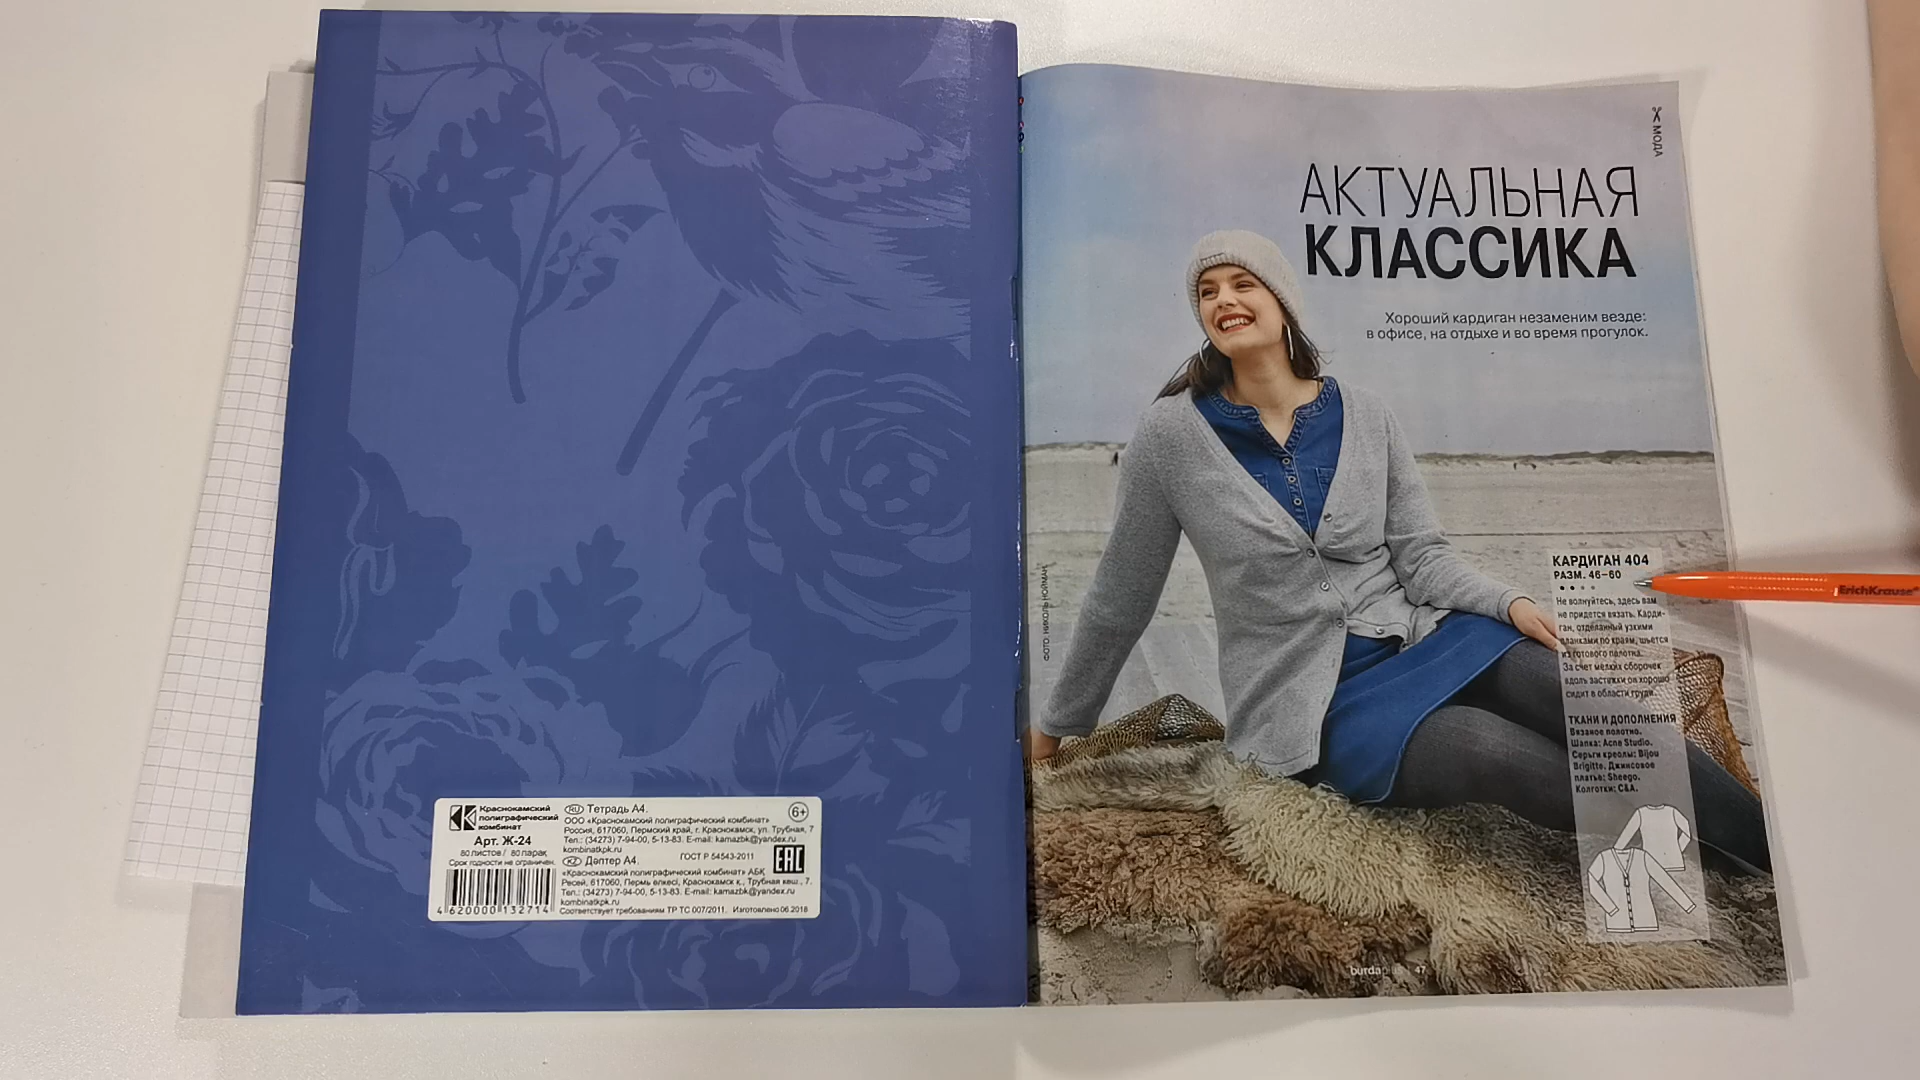 Краснокамский
полиграфический
комбинат
Арт. Ж-24
80 листов / 80 парақ
Срок годности не ограничен.
4 620000 132714
RU Тетрадь А4.
6+
ООО «Краснокамский полиграфический комбинат»
Россия, 617060, Пермский край, г. Краснокамск, ул. Трубная, 7
Тел.: (34273) 7-94-00, 5-13-83. E-mail: kamazbk@yandex.ru
kombinatkpk.ru
KZ Дәптер А4.
ГОСТ Р 54543-2011
EAC
«Краснокамский полиграфический комбинат» АБҚ
Ресей, 617060, Пермь өлкесі, Краснокамск к., Трубная көш., 7.
Тел.: (34273) 7-94-00, 5-13-83. E-mail: kamazbk@yandex.ru
kombinatkpk.ru
Соответствует требованиям ТР ТС 007/2011. Изготовлено 06.2018
МОДА
АКТУАЛЬНАЯ
КЛАССИКА
Хороший кардиган незаменим везде:
в офисе, на отдыхе и во время прогулок.
ФОТО: НИКОЛЬ НОЙМАН
КАРДИГАН 404
РАЗМ. 46–60
Не волнуйтесь, здесь вам
не придется вязать. Карди-
ган, отделанный узкими
планками по краям, шьется
из готового полотна.
За счет мелких сборочек
вдоль застежки он хорошо
сидит в области груди.
ТКАНИ И ДОПОЛНЕНИЯ
Вязаное полотно.
Шапка: Acne Studio.
Серьги креолы: Bijou
Brigitte. Джинсовое
платье: Sheego.
Колготки: C&A.
burdaplus | 47
ErichKrause